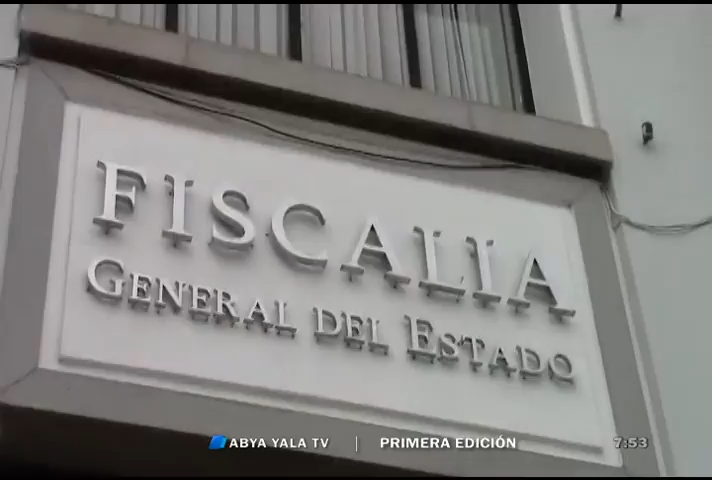 FISCALIA
GENERAL DEL ESTADO
ABYA YALA TV | PRIMERA EDICIÓN 7:53